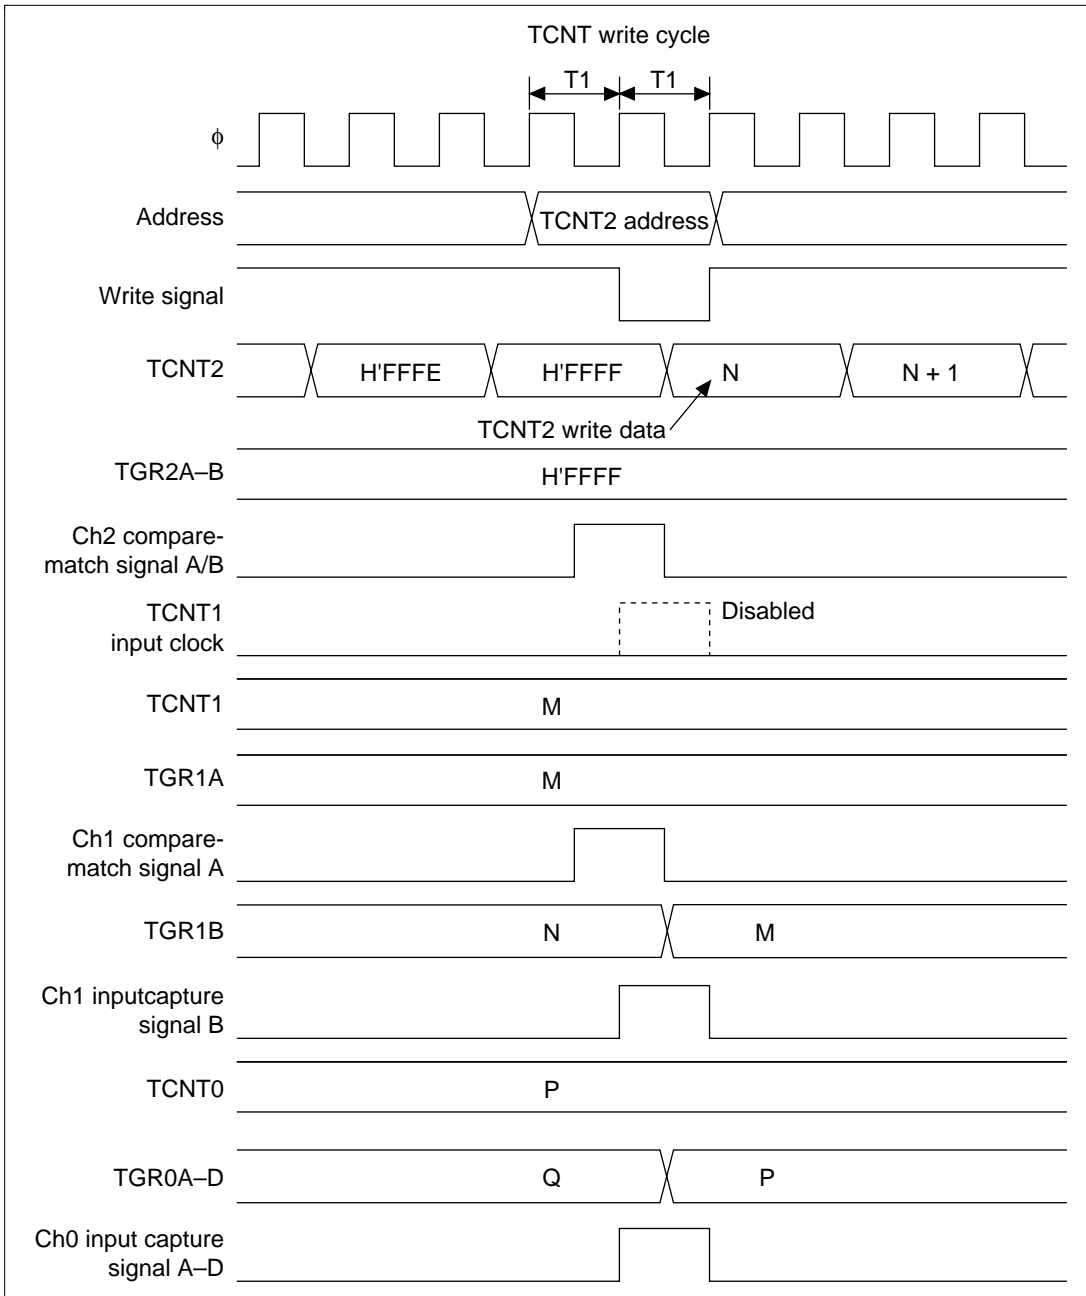 TCNT write cycle
T1 T1
ϕ
Address TCNT2 address
Write signal
TCNT2 H'FFFE H'FFFF N N + 1
TCNT2 write data
TGR2A–B H'FFFF
Ch2 compare-
match signal A/B
TCNT1 Disabled
input clock
TCNT1 M
TGR1A M
Ch1 compare-
match signal A
TGR1B N M
Ch1 inputcapture
signal B
TCNT0 P
TGR0A–D Q P
Ch0 input capture
signal A–D